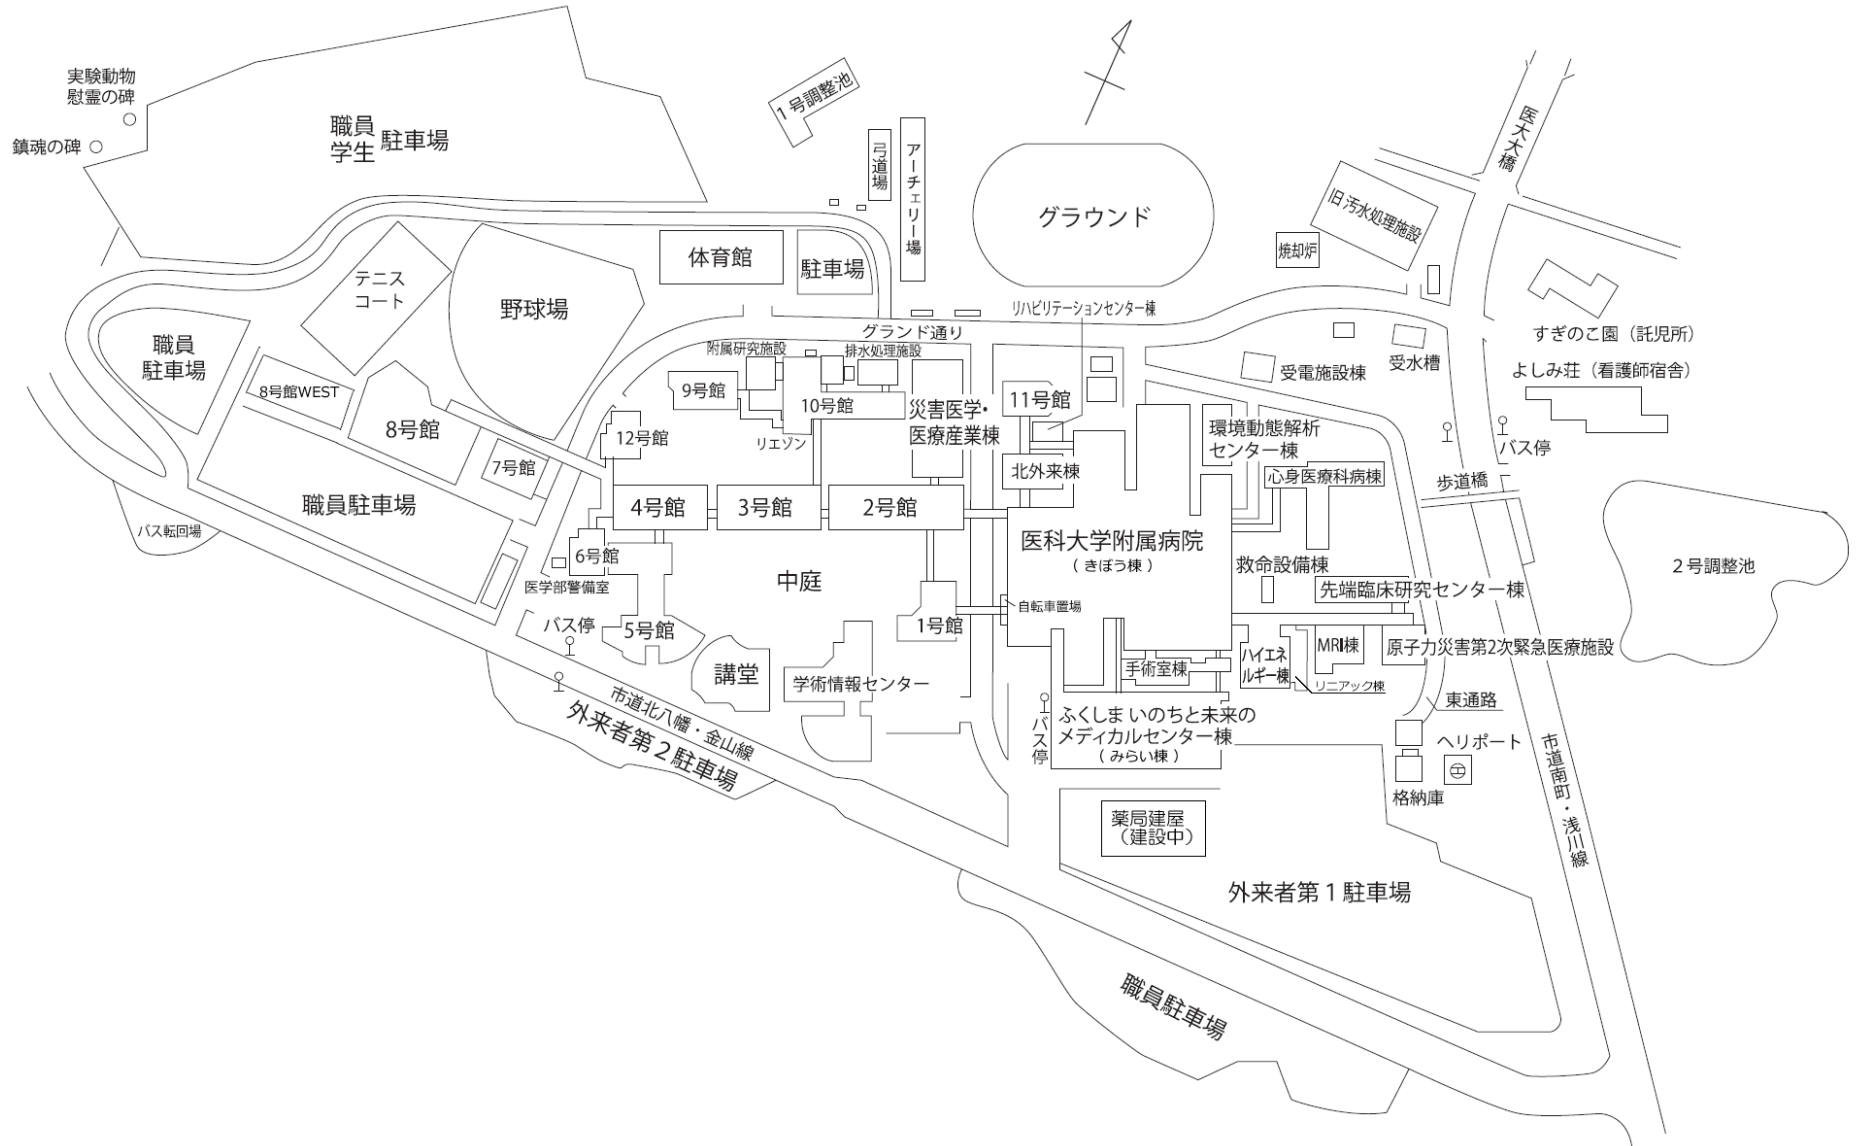 実験動物
慰霊の碑
鎮魂の碑
職員
学生
駐車場
1号調整池
弓道場
アーチェリー場
グラウンド
医大大橋
旧汚水処理施設
焼却炉
体育館
駐車場
テニス
コート
野球場
リハビリテーションセンター棟
グランド通り
すぎのこ園（託児所）
受水槽
よしみ荘（看護師宿舎）
受電施設棟
職員
駐車場
8号館WEST
8号館
7号館
附属研究施設
排水処理施設
9号館
10号館
リエゾン
12号館
災害医学・
医療産業棟
11号館
北外来棟
環境動態解析
センター棟
心身医療科病棟
バス停
歩道橋
職員駐車場
バス転回場
4号館
3号館
2号館
6号館
医学部警備室
中庭
医科大学附属病院
（きぼう棟）
救命設備棟
先端臨床研究センター棟
2号調整池
自転車置場
1号館
バス停
5号館
講堂
学術情報センター
手術室棟
ハイエネ
ルギー棟
MRI棟
リニアック棟
原子力災害第2次緊急医療施設
東通路
市道北八幡・金山線
外来者第2駐車場
バス停
ふくしま いのちと未来の
メディカルセンター棟
（みらい棟）
ヘリポート
格納庫
市道南町・浅川線
薬局建屋
（建設中）
外来者第1駐車場
職員駐車場